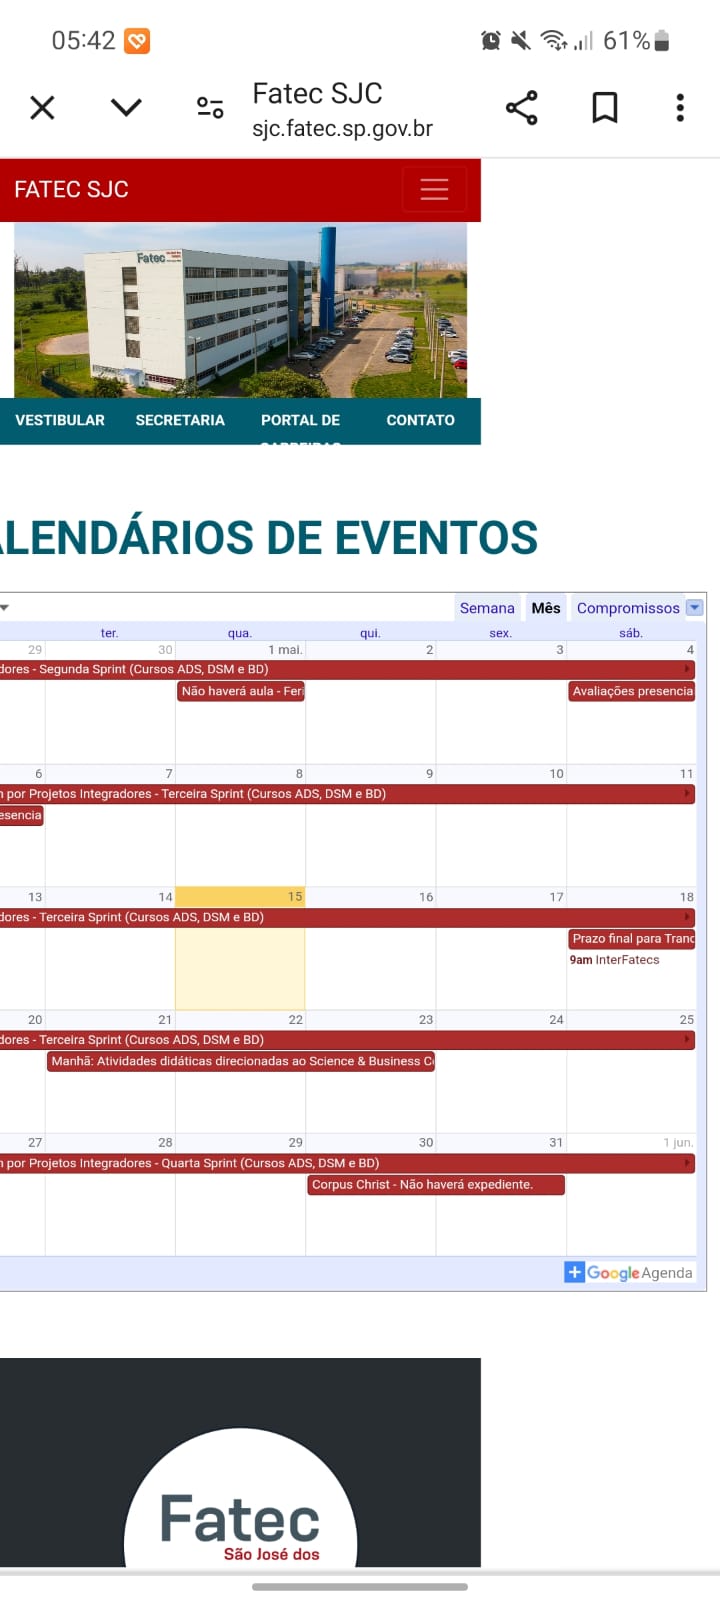 05:42 61%
Fatec SJC
sjc.fatec.sp.gov.br
FATEC SJC
Fatec
VESTIBULAR SECRETARIA PORTAL DE CONTATO
ALENDÁRIOS DE EVENTOS
Semana Mês Compromissos
ter. qua. qui. sex. sáb.
29 30 1 mai. 2 3 4
dores - Segunda Sprint (Cursos ADS, DSM e BD)
Não haverá aula - Feri Avaliações presencia
6 7 8 9 10 11
n por Projetos Integradores - Terceira Sprint (Cursos ADS, DSM e BD)
esencia
13 14 15 16 17 18
dores - Terceira Sprint (Cursos ADS, DSM e BD)
Prazo final para Tranc
9am InterFatecs
20 21 22 23 24 25
dores - Terceira Sprint (Cursos ADS, DSM e BD)
Manhã: Atividades didáticas direcionadas ao Science & Business C
27 28 29 30 31 1 jun.
n por Projetos Integradores - Quarta Sprint (Cursos ADS, DSM e BD)
Corpus Christ - Não haverá expediente.
Google Agenda
Fatec
São José dos